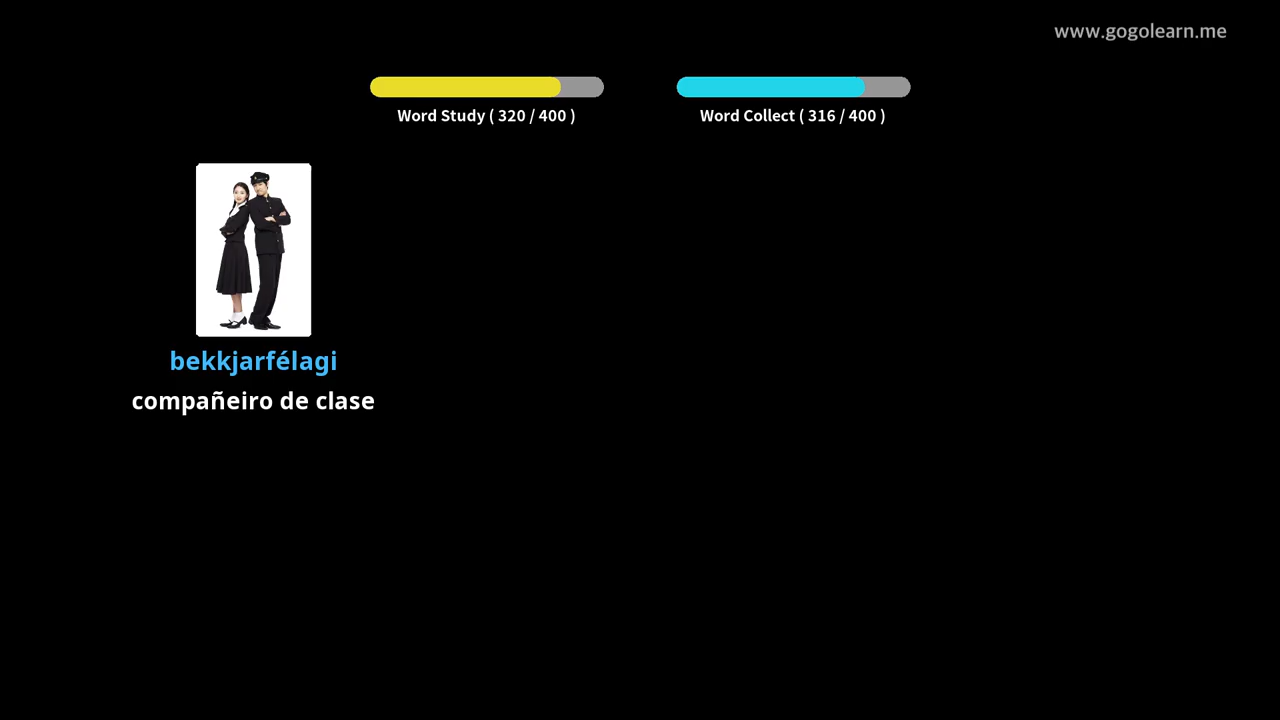 www.gogolearn.me
Word Study ( 320 / 400 )
Word Collect ( 316 / 400 )
bekkjarfélagi
compañeiro de clase